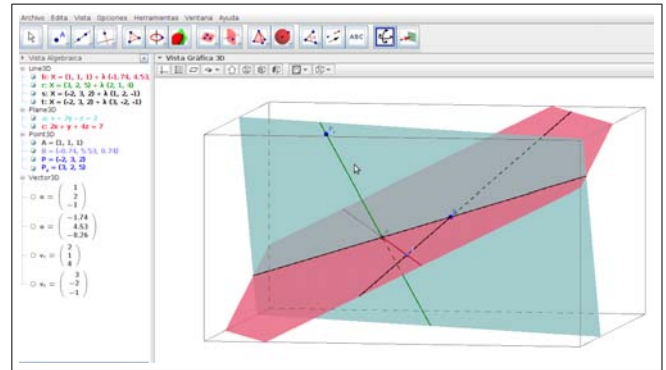 Archivo Edita Vista Opciones Herramientas Ventana Ayuda
ABC
Vista Algebraica
Vista Gráfica 3D
Line3D
b: X = (1, 1, 1) + λ (-1.74, 4.53,
r: X = (3, 2, 5) + λ (2, 1, 4)
s: X = (-2, 3, 2) + λ (1, 2, -1)
t: X = (-2, 3, 2) + λ (3, -2, -1)
Plane3D
c: 2x + y + 4z = 7
Point3D
A = (1, 1, 1)
B = (-0.74, 5.53, 0.74)
P = (-2, 3, 2)
= (3, 2, 5)
Vector3D
1
2
-1
-1.74
4.53
-0.26
2
1
4
3
-2
-1